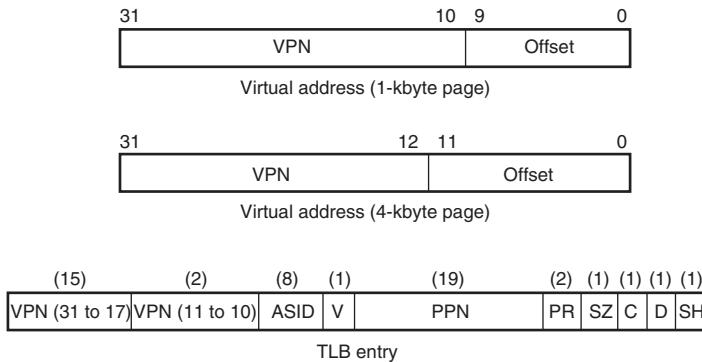 31 10 9 0
VPN Offset
Virtual address (1-kbyte page)
31 12 11 0
VPN Offset
Virtual address (4-kbyte page)
(15) (2) (8) (1) (19) (2) (1) (1) (1) (1)
VPN (31 to 17) VPN (11 to 10) ASID V PPN PR SZ C D SH
TLB entry